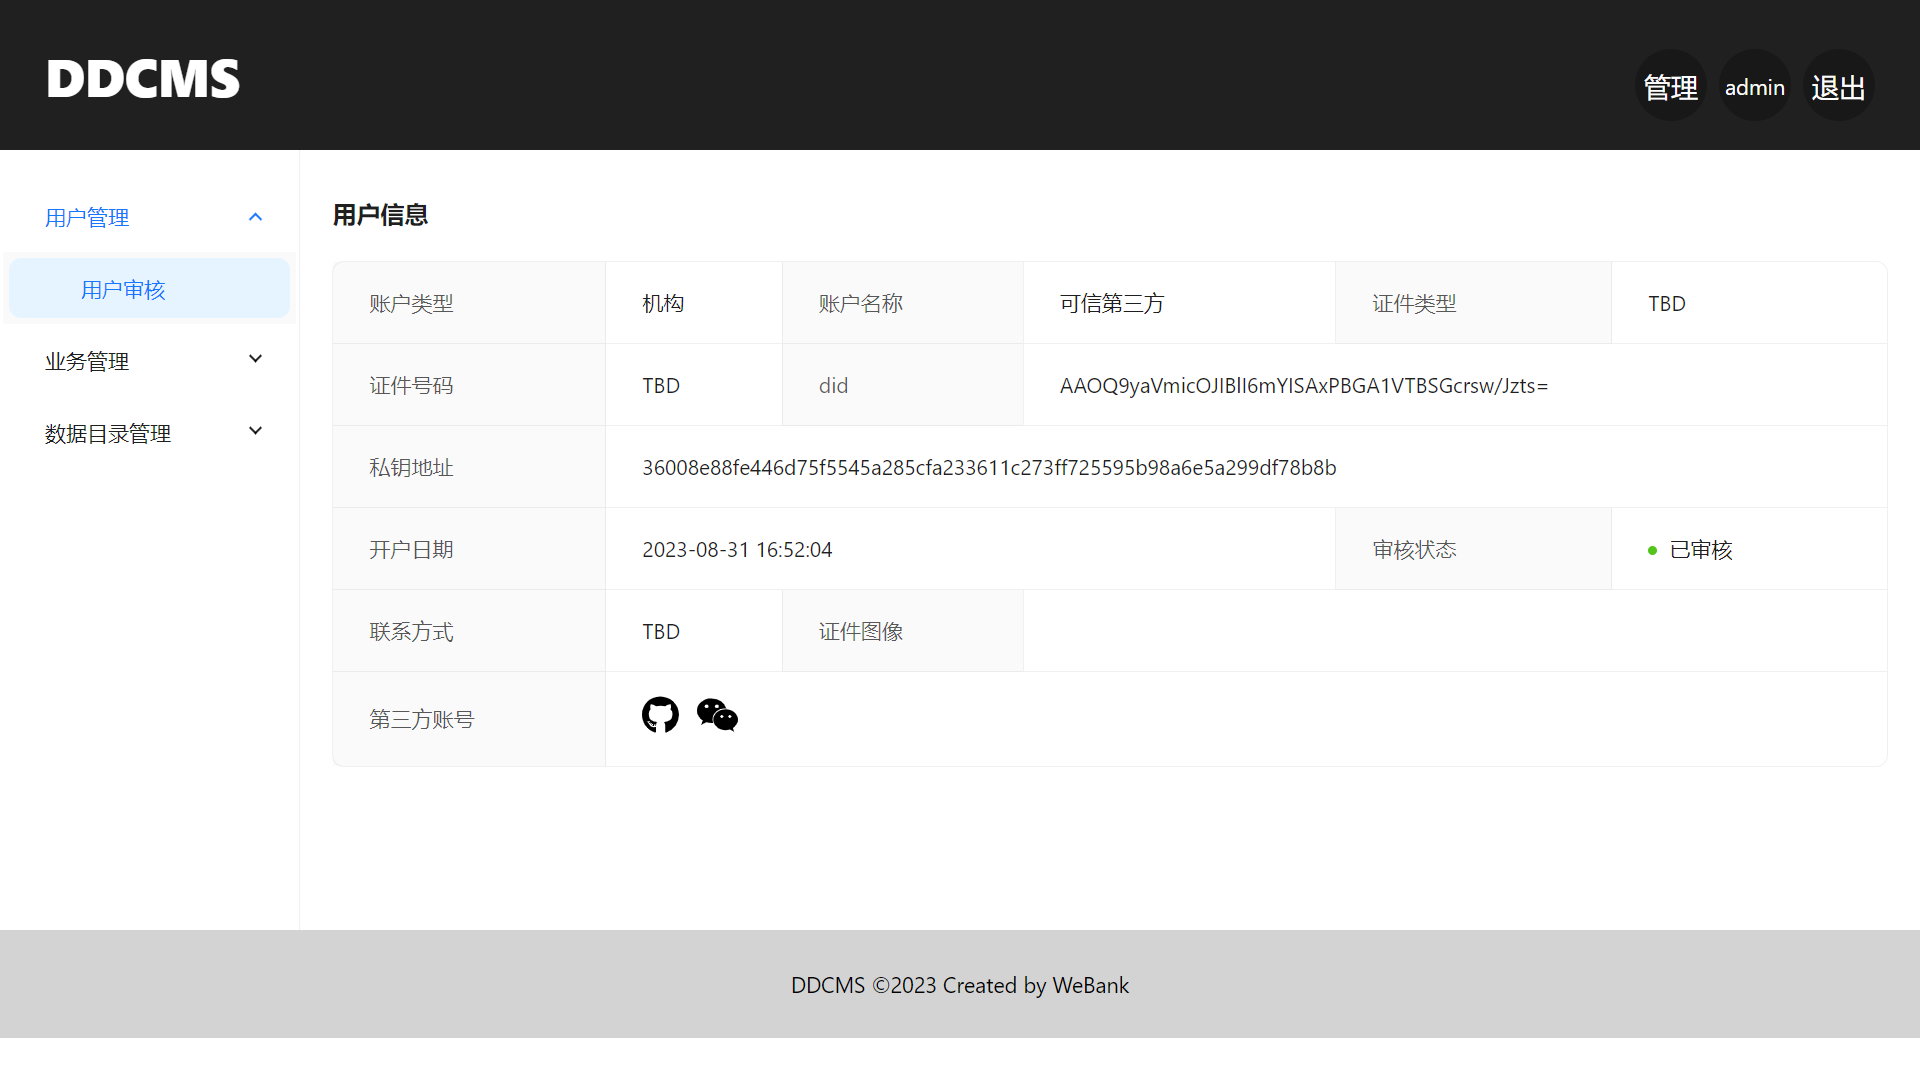 DDCMS
管理 admin 退出
用户管理
用户审核
业务管理
数据目录管理
用户信息
账户类型 机构 账户名称 可信第三方 证件类型 TBD
证件号码 TBD did AAOQ9yaVmicOJIBlI6mYISAxPBGA1VTBSGcrsw/Jzts=
私钥地址 36008e88fe446d75f5545a285cfa233611c273ff725595b98a6e5a299df78b8b
开户日期 2023-08-31 16:52:04 审核状态 已审核
联系方式 TBD 证件图像
第三方账号
DDCMS ©2023 Created by WeBank